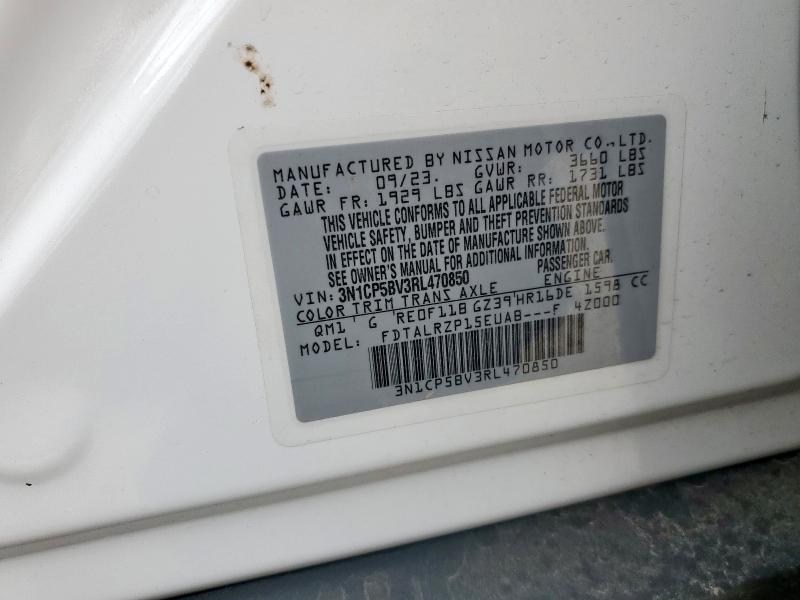 MANUFACTURED BY NISSAN MOTOR CO.,LTD.
DATE: 09/23. GVWR: 3660 LBS
GAWR FR: 1929 LBS GAWR RR: 1731 LBS
THIS VEHICLE CONFORMS TO ALL APPLICABLE FEDERAL MOTOR
VEHICLE SAFETY, BUMPER AND THEFT PREVENTION STANDARDS
IN EFFECT ON THE DATE OF MANUFACTURE SHOWN ABOVE.
SEE OWNER'S MANUAL FOR ADDITIONAL INFORMATION.
VIN: 3N1CP5BV3RL470850 PASSENGER CAR.
COLOR TRIM TRANS AXLE ENGINE
QM1 G RE0F11B GZ39 HR16DE 1598 CC
MODEL: FDTALRZP15EUAB---F 4Z000
3N1CP5BV3RL470850